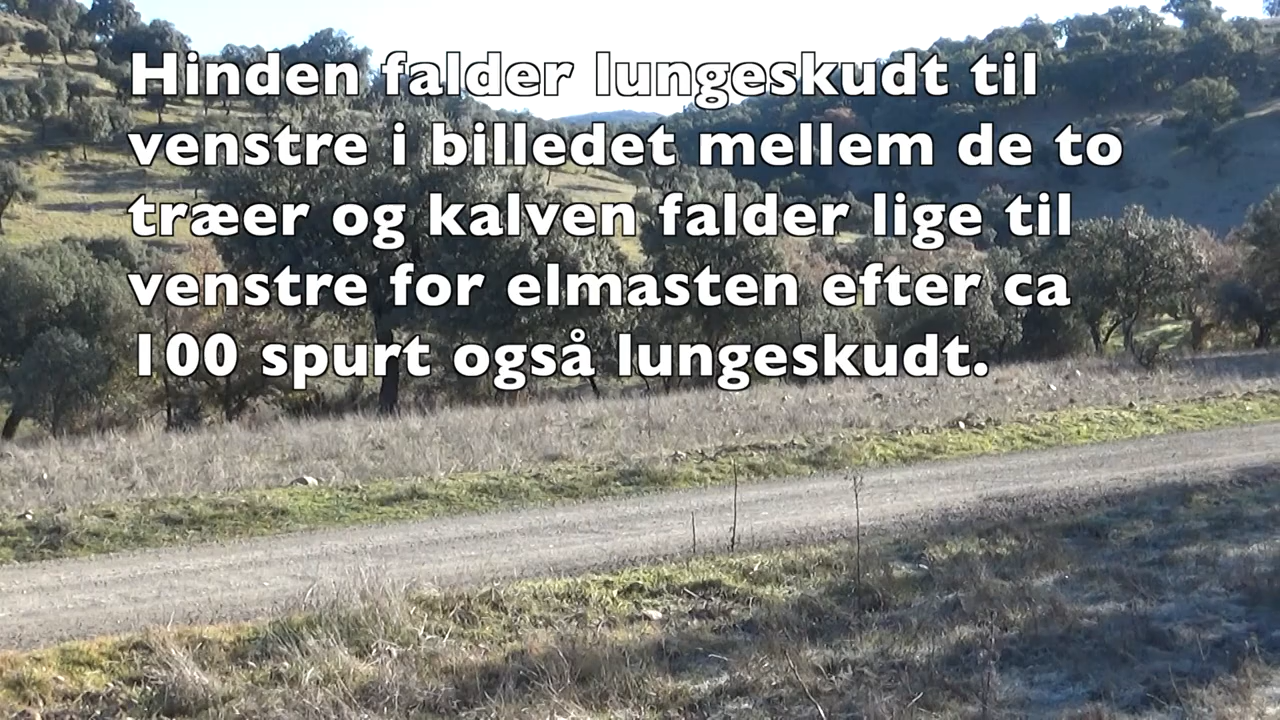 Hinden falder lungeskudt til
venstre i billedet mellem de to
træer og kalven falder lige til
venstre for elmasten efter ca
100 spurt også lungeskudt.